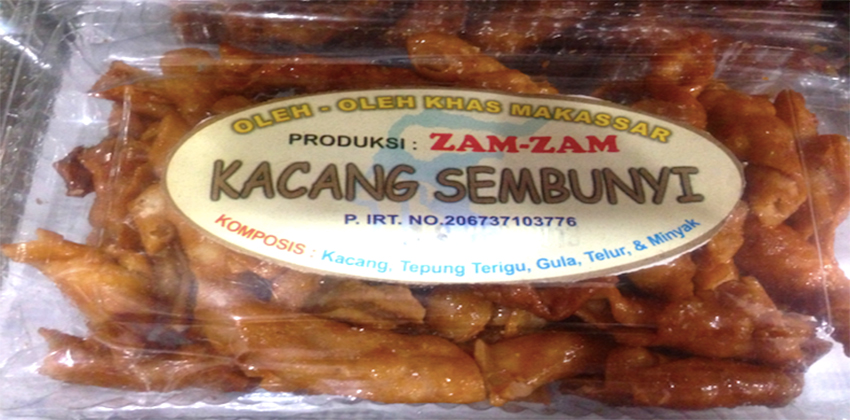 OLEH - OLEH KHAS MAKASSAR
PRODUKSI : ZAM-ZAM
KACANG SEMBUNYI
P. IRT. NO.206737103776
KOMPOSIS : Kacang, Tepung Terigu, Gula, Telur, & Minyak